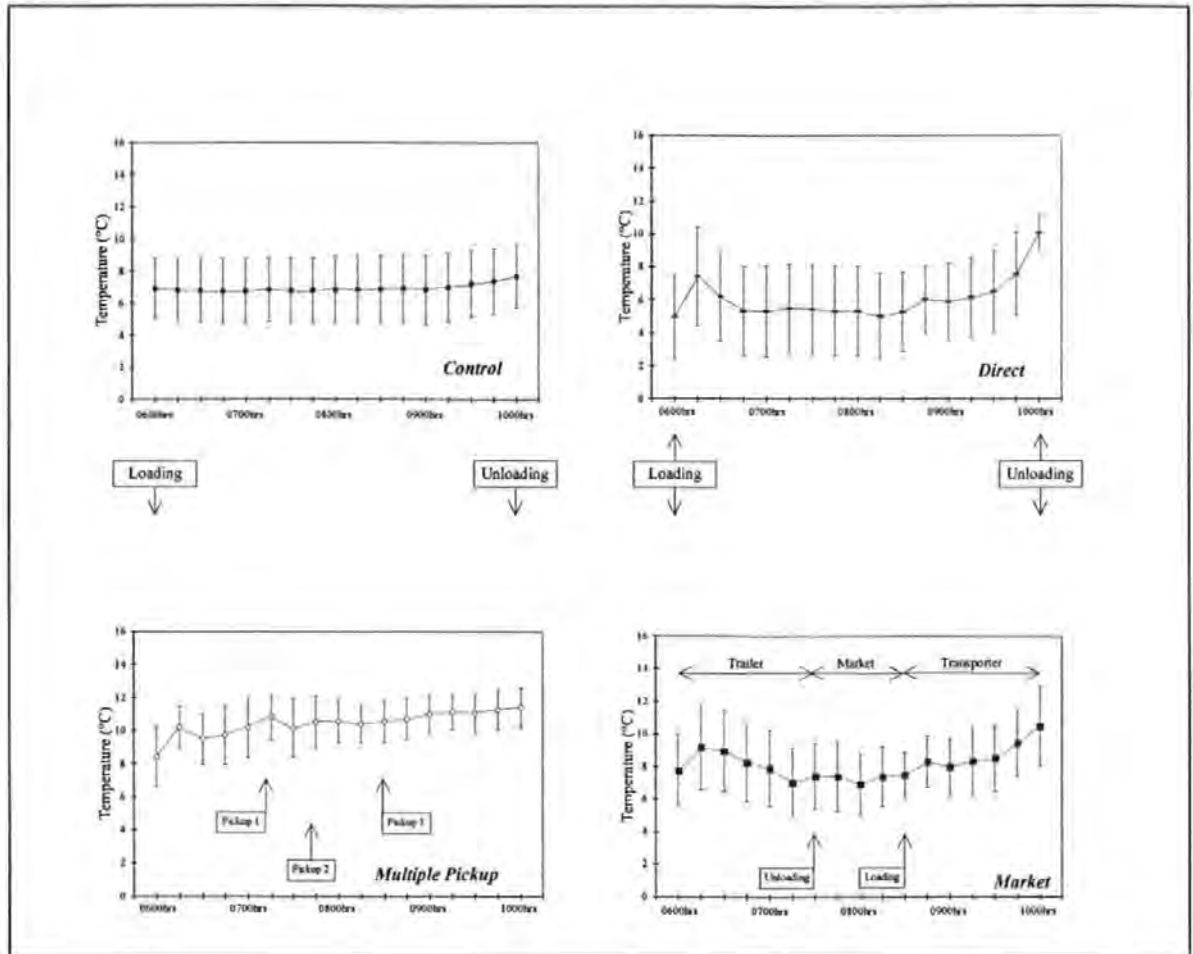 16
14
12
10
8
6
4
2
0
Temperature (°C)
Control
0600hrs 0700hrs 0800hrs 0900hrs 1000hrs
Loading
Unloading
16
14
12
10
8
6
4
2
0
Temperature (°C)
Direct
0600hrs 0700hrs 0800hrs 0900hrs 1000hrs
Loading
Unloading
16
14
12
10
8
6
4
2
0
Temperature (°C)
Pickup 1
Pickup 2
Pickup 3
Multiple Pickup
0600hrs 0700hrs 0800hrs 0900hrs 1000hrs
16
14
12
10
8
6
4
2
0
Temperature (°C)
Trailer Market Transporter
Unloading
Loading
Market
0600hrs 0700hrs 0800hrs 0900hrs 1000hrs